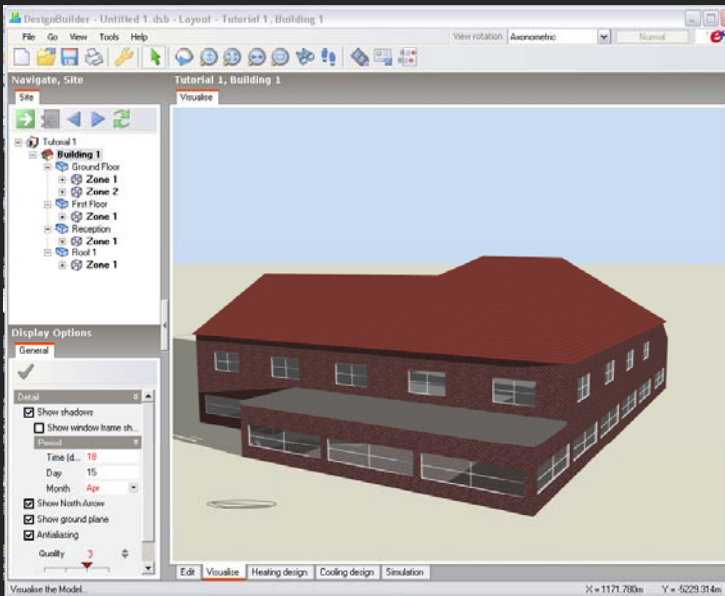 DesignBuilder - Untitled 1.dsb - Layout - Tutorial 1, Building 1
File Go View Tools Help
View rotation Axonometric Normal
Navigate, Site
Tutorial 1, Building 1
Site
Visualise
Tutorial 1
Building 1
Ground Floor
Zone 1
Zone 2
First Floor
Zone 1
Reception
Zone 1
Roof 1
Zone 1
Display Options
General
Detail
Show shadows
Show window frame sh...
Period
Time (d... 18
Day 15
Month Apr
Show North Arrow
Show ground plane
Antialiasing
Quality 3
Edit Visualise Heating design Cooling design Simulation
Visualise the Model... X = 1171.780m Y = -5229.314m